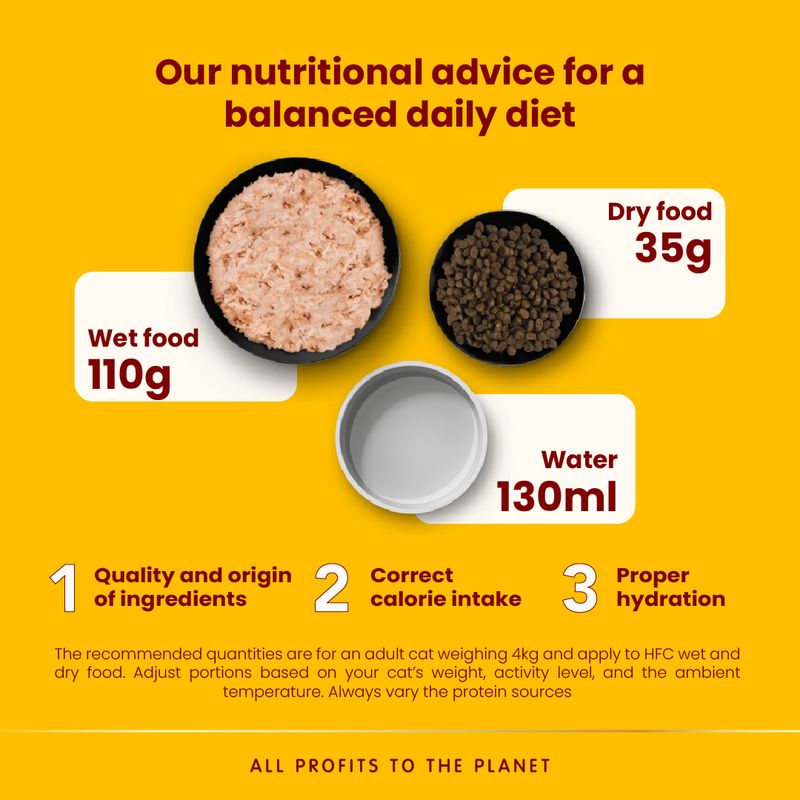 Our nutritional advice for a
balanced daily diet
Dry food
35g
Wet food
110g
Water
130ml
1 Quality and origin
of ingredients
2 Correct
calorie intake
3 Proper
hydration
The recommended quantities are for an adult cat weighing 4kg and apply to HFC wet and
dry food. Adjust portions based on your cat's weight, activity level, and the ambient
temperature. Always vary the protein sources
ALL PROFITS TO THE PLANET